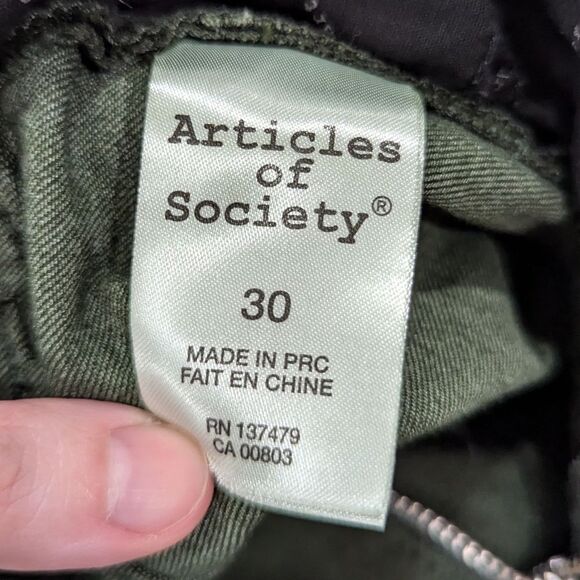 Articles
of
Society®
30
MADE IN PRC
FAIT EN CHINE
RN 137479
CA 00803